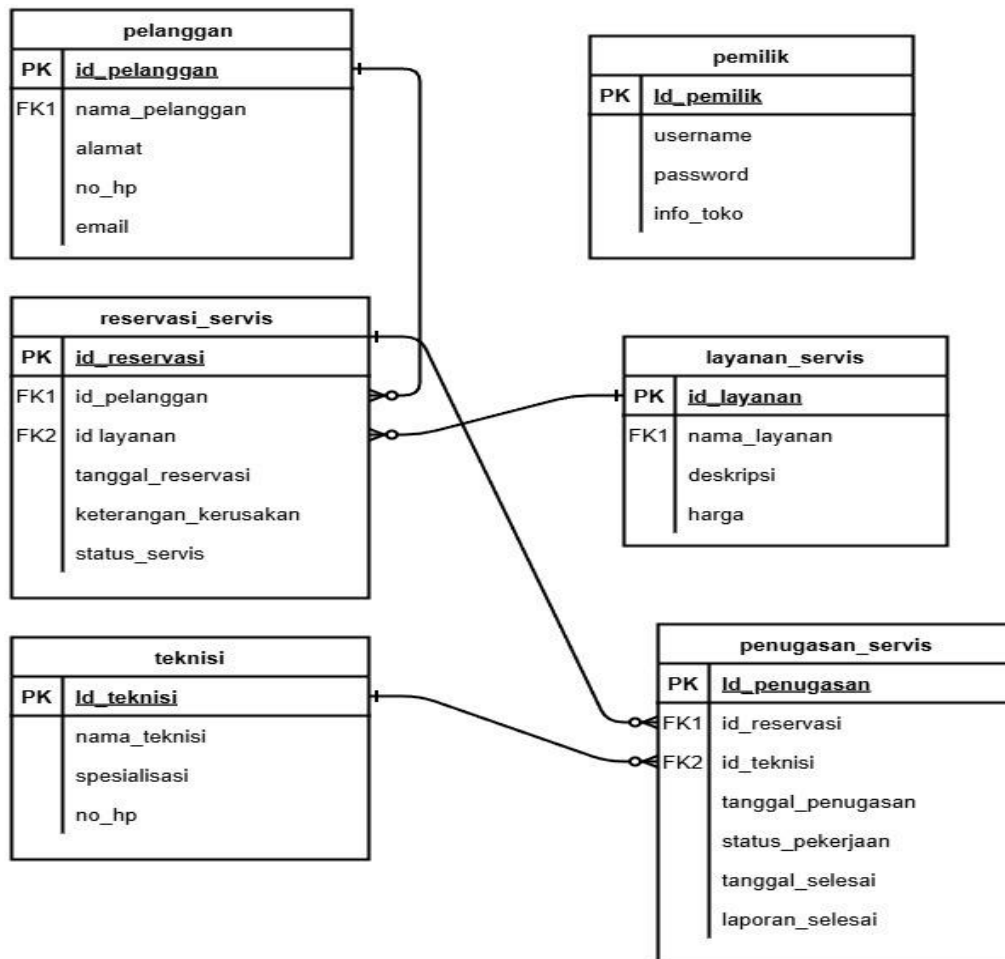 pelanggan
PK id_pelanggan
FK1 nama_pelanggan
alamat
no_hp
email
pemilik
PK Id_pemilik
username
password
info_toko
reservasi_servis
PK id_reservasi
FK1 id_pelanggan
FK2 id layanan
tanggal_reservasi
keterangan_kerusakan
status_servis
layanan_servis
PK id_layanan
FK1 nama_layanan
deskripsi
harga
teknisi
PK Id_teknisi
nama_teknisi
spesialisasi
no_hp
penugasan_servis
PK Id_penugasan
FK1 id_reservasi
FK2 id_teknisi
tanggal_penugasan
status_pekerjaan
tanggal_selesai
laporan_selesai